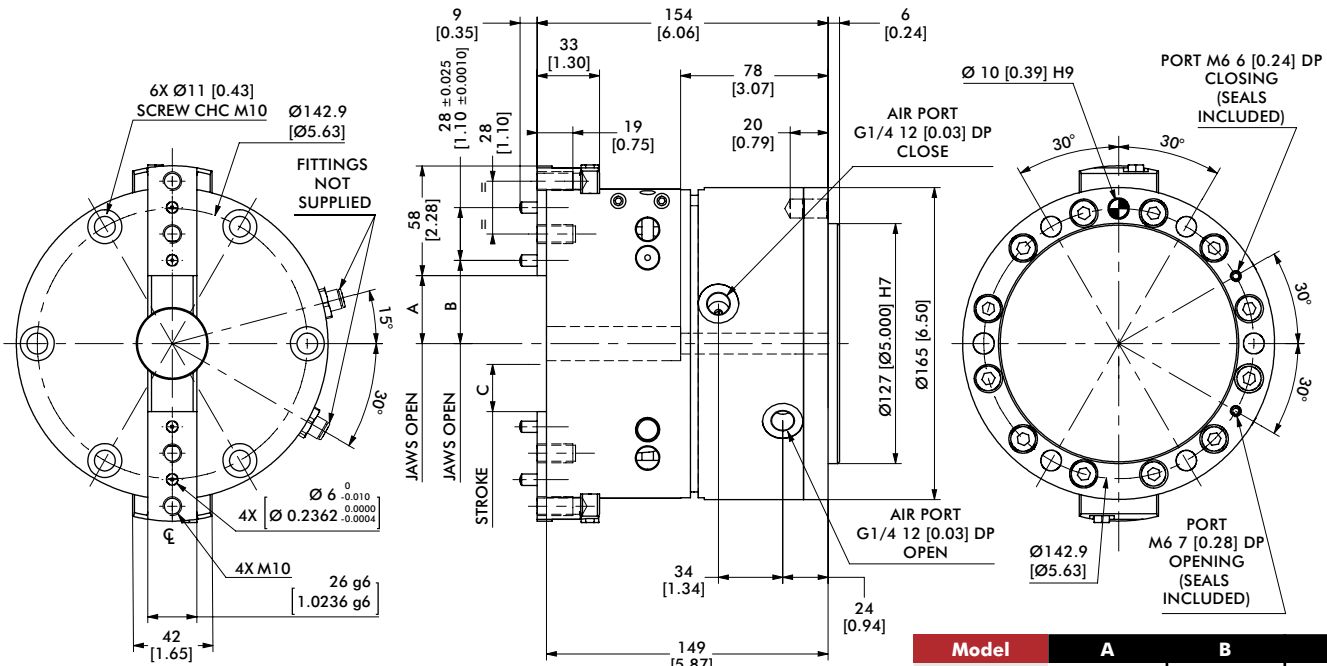 9
[0.35]
154
[6.06]
6
[0.24]
33
[1.30]
78
[3.07]
28 ±0.025
[1.10 ±0.0010]
28
[1.10]
19
[0.75]
20
[0.79]
6X Ø11 [0.43]
SCREW CHC M10
Ø142.9
[Ø5.63]
FITTINGS
NOT
SUPPLIED
58
[2.28]
=
=
A
B
C
JAWS OPEN
JAWS OPEN
STROKE
15°
30°
AIR PORT
G1/4 12 [0.03] DP
CLOSE
Ø 10 [0.39] H9
PORT M6 6 [0.24] DP
CLOSING
(SEALS
INCLUDED)
30°
30°
30°
30°
Ø127 [Ø5.000] H7
Ø165 [6.50]
4X
Ø 6 0 -0.010
[Ø 0.2362 0.0000 -0.0004]
℄
4X M10
26 g6
[1.0236 g6]
42
[1.65]
AIR PORT
G1/4 12 [0.03] DP
OPEN
34
[1.34]
24
[0.94]
149
[5.87]
Ø142.9
[Ø5.63]
PORT
M6 7 [0.28] DP
OPENING
(SEALS
INCLUDED)
Model A B